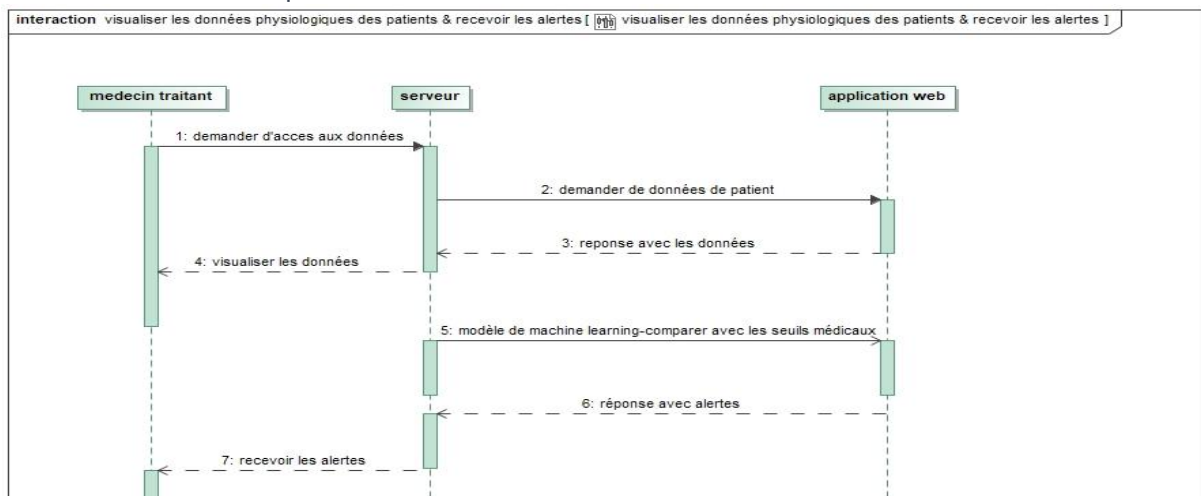 interaction visualiser les données physiologiques des patients & recevoir les alertes [ visualiser les données physiologiques des patients & recevoir les alertes ]
medecin traitant
serveur
application web
1: demander d'acces aux données
2: demander de données de patient
3: reponse avec les données
4: visualiser les données
5: modèle de machine learning-comparer avec les seuils médicaux
6: réponse avec alertes
7: recevoir les alertes